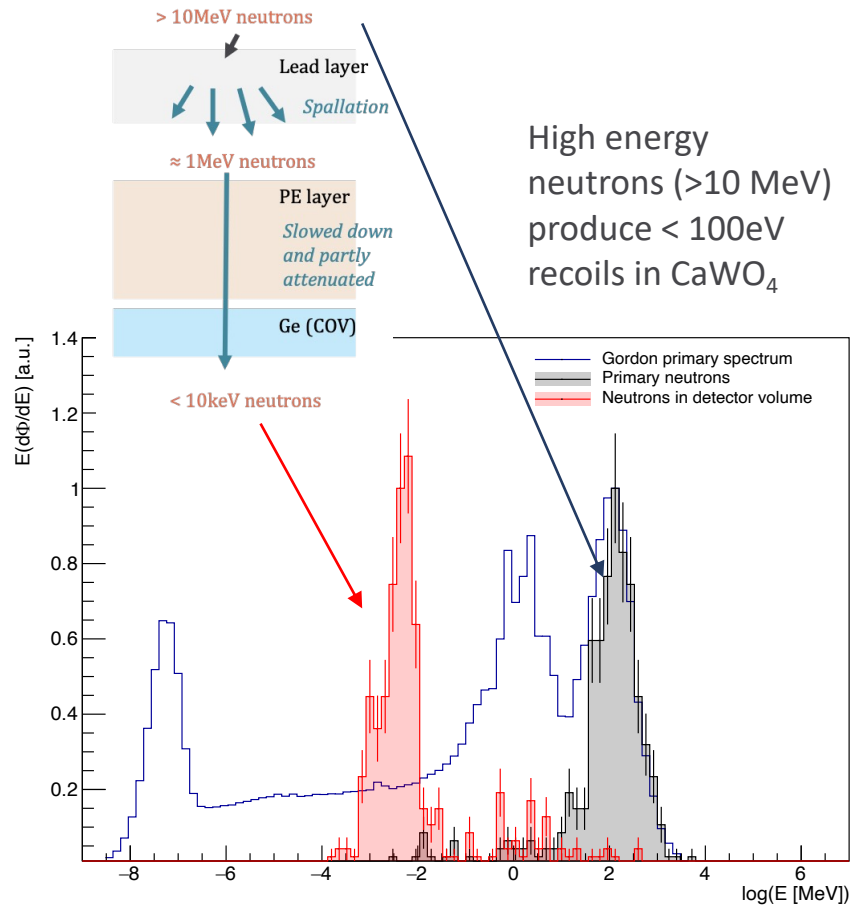 > 10MeV neutrons
Lead layer
Spallation
≈ 1MeV neutrons
PE layer
Slowed down
and partly
attenuated
Ge (COV)
< 10keV neutrons
High energy
neutrons (>10 MeV)
produce < 100eV
recoils in CaWO₄
E(dΦ/dE) [a.u.]
1.4
1.2
1
0.8
0.6
0.4
0.2
Gordon primary spectrum
Primary neutrons
Neutrons in detector volume
−8 −6 −4 −2 0 2 4 6
log(E [MeV])